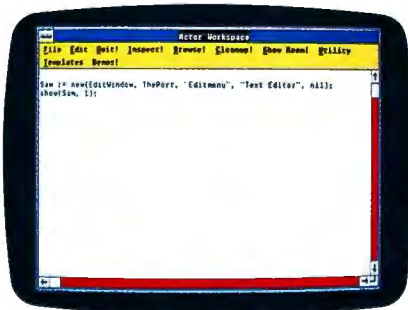 Actor Workspace
File Edit Quit! Inspect! Browse! Cleanup! Show Room! Utility
Templates Demos!
Sam := new(EditWindow, ThePort, "Editmenu", "Text Editor", nil);
show(Sam, 1);